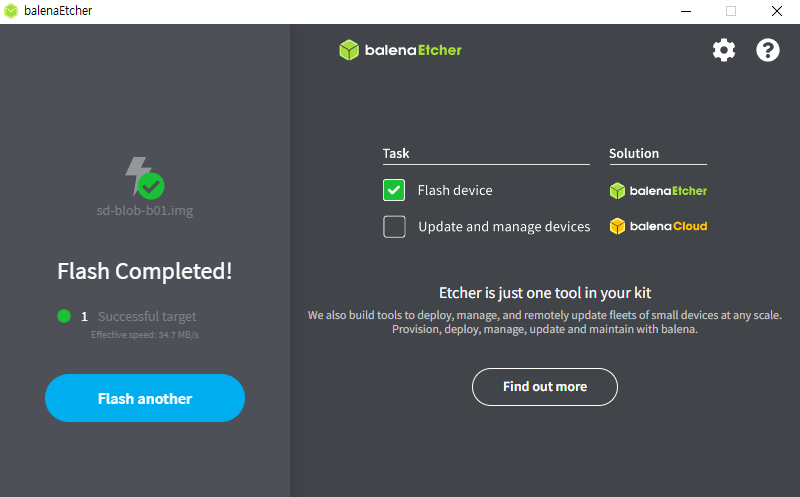 balenaEtcher
balenaEtcher
sd-blob-b01.img
Flash Completed!
1 Successful target
Effective speed: 34.7 MB/s
Flash another
Task Solution
Flash device balenaEtcher
Update and manage devices balenaCloud
Etcher is just one tool in your kit
We also build tools to deploy, manage, and remotely update fleets of small devices at any scale.
Provision, deploy, manage, update and maintain with balena.
Find out more